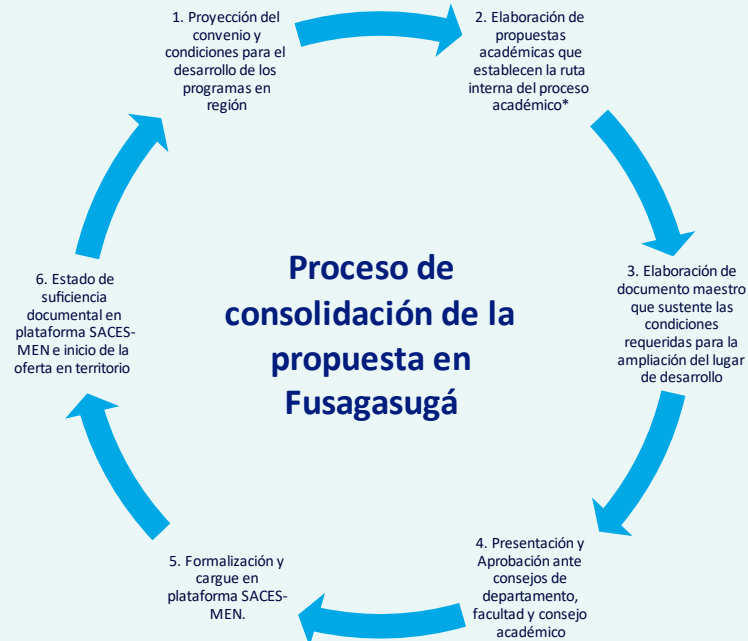 1. Proyección del
convenio y
condiciones para el
desarrollo de los
programas en
región
2. Elaboración de
propuestas
académicas que
establecen la ruta
interna del proceso
académico*
3. Elaboración de
documento maestro
que sustente las
condiciones
requeridas para la
ampliación del lugar
de desarrollo
4. Presentación y
Aprobación ante
consejos de
departamento,
facultad y consejo
académico
5. Formalización y
cargue en
plataforma SACES-
MEN.
6. Estado de
suficiencia
documental en
plataforma SACES-
MEN e inicio de la
oferta en territorio
Proceso de
consolidación de la
propuesta en
Fusagasugá